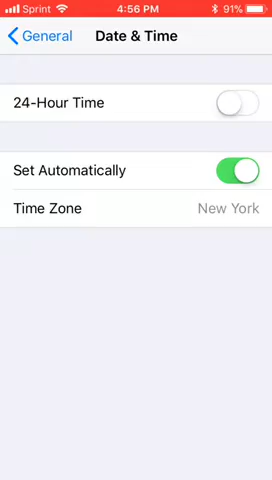 Sprint 4:56 PM 91%
General Date & Time
24-Hour Time
Set Automatically
Time Zone New York